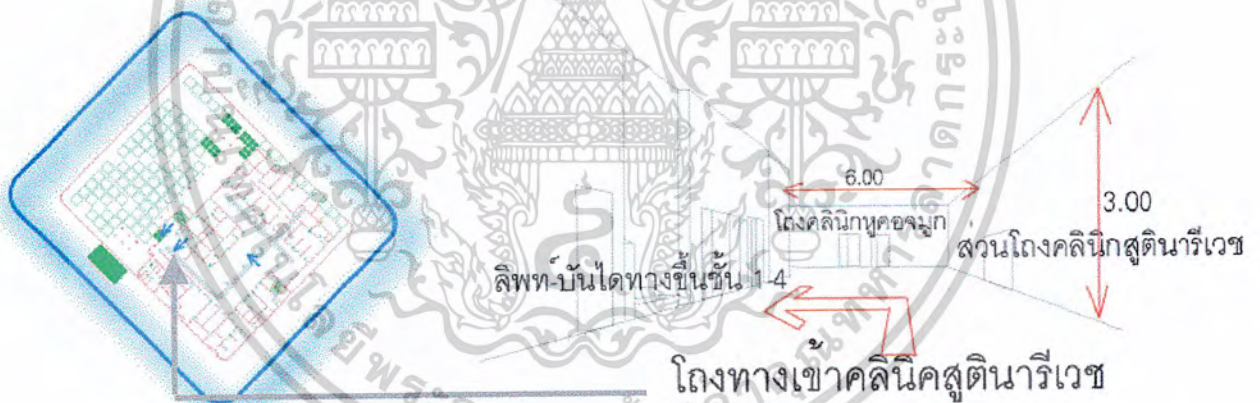 6.00
3.00
โถงคลินิกหูคอจมูก
ส่วนโถงคลินิกสูตินารีเวช
ลิฟท์-บันไดทางขึ้นชั้น 1-4
โถงทางเข้าคลินิคสูตินารีเวช